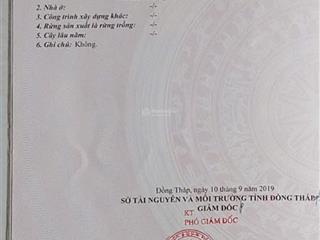 2. Nhà ở: -/-
3. Công trình xây dựng khác: -/-
4. Rừng sản xuất là rừng trồng: -/-
5. Cây lâu năm: -/-
6. Ghi chú: Không.
Đồng Tháp, ngày 10 tháng 9 năm 2019
SỞ TÀI NGUYÊN VÀ MÔI TRƯỜNG TỈNH ĐỒNG THÁP
GIÁM ĐỐC
KT
PHÓ GIÁM ĐỐC